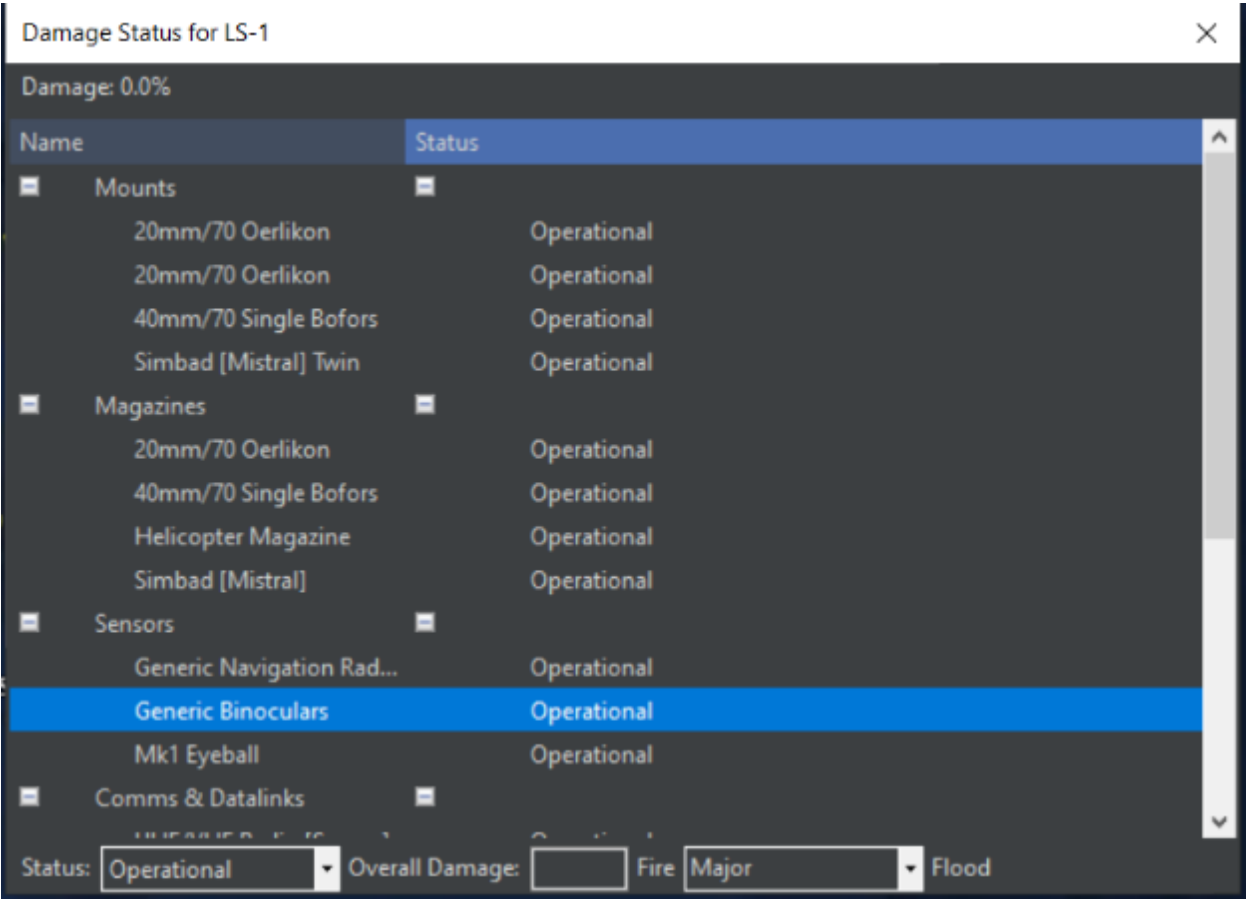 Damage Status for LS-1
Damage: 0.0%
Name Status
Mounts
20mm/70 Oerlikon Operational
20mm/70 Oerlikon Operational
40mm/70 Single Bofors Operational
Simbad [Mistral] Twin Operational
Magazines
20mm/70 Oerlikon Operational
40mm/70 Single Bofors Operational
Helicopter Magazine Operational
Simbad [Mistral] Operational
Sensors
Generic Navigation Rad... Operational
Generic Binoculars Operational
Mk1 Eyeball Operational
Comms & Datalinks
Status: Operational Overall Damage: Fire Major Flood